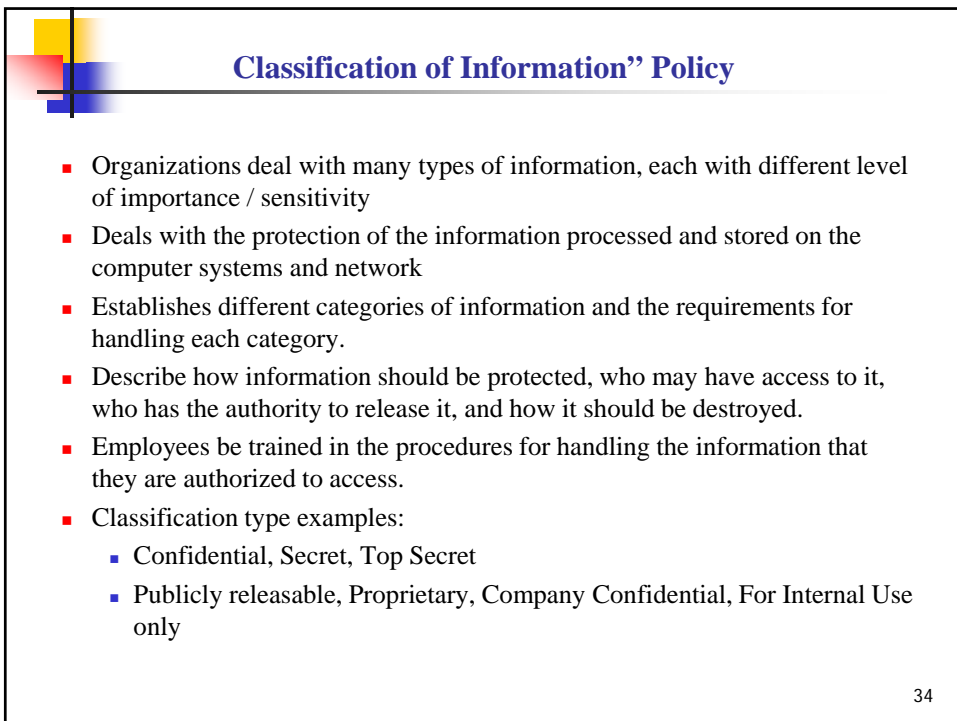 Classification of Information” Policy
Organizations deal with many types of information, each with different level
of importance / sensitivity
Deals with the protection of the information processed and stored on the
computer systems and network
Establishes different categories of information and the requirements for
handling each category.
Describe how information should be protected, who may have access to it,
who has the authority to release it, and how it should be destroyed.
Employees be trained in the procedures for handling the information that
they are authorized to access.
Classification type examples:
Confidential, Secret, Top Secret
Publicly releasable, Proprietary, Company Confidential, For Internal Use
only
34